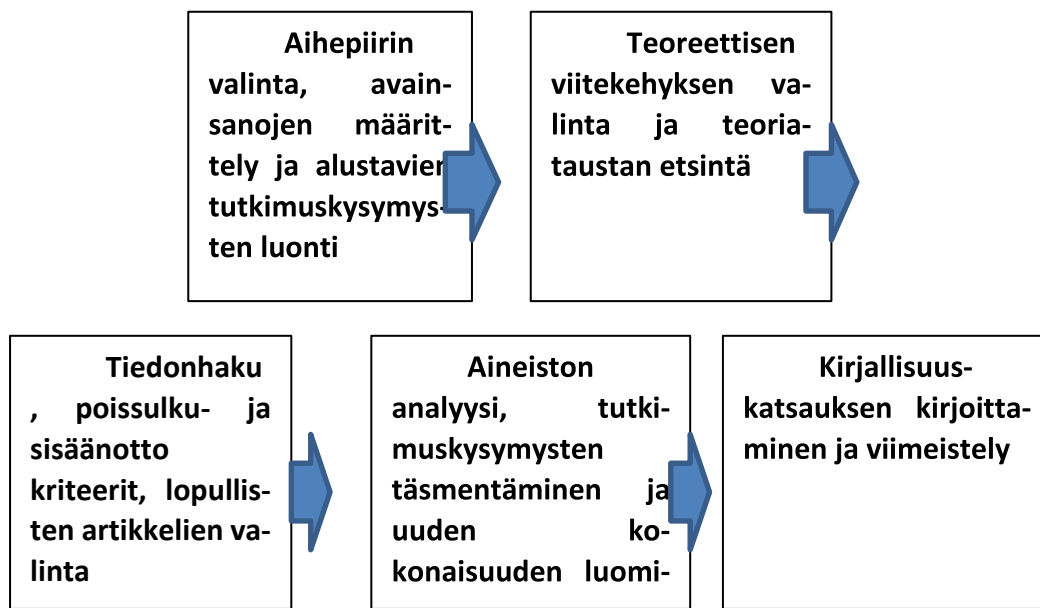 Aihepiirin
valinta, avain-
sanojen määrit-
tely ja alustavien
tutkimuskysymys-
ten luonti
Teoreettisen
viitekehyksen va-
linta ja teoria-
taustan etsintä
Tiedonhaku
, poissulku- ja
sisäänotto
kriteerit, lopullis-
ten artikkelien va-
linta
Aineiston
analyysi, tutki-
muskysymysten
täsmentäminen ja
uuden ko-
konaisuuden luomi-
Kirjallisuus-
katsauksen kirjoitta-
minen ja viimeistely